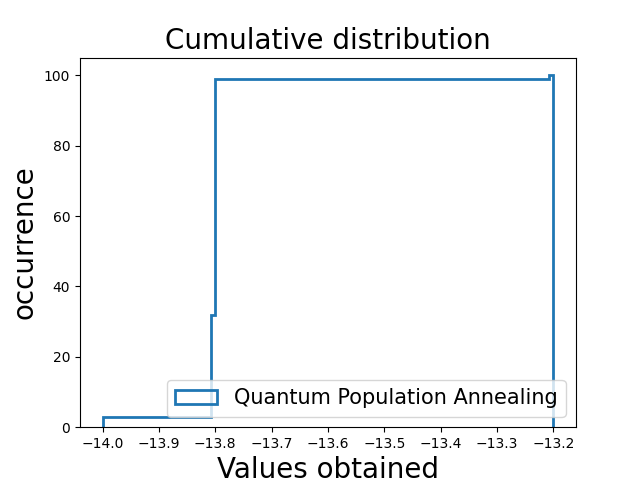 Cumulative distribution
occurrence
100
80
60
40
20
0
Quantum Population Annealing
−14.0 −13.9 −13.8 −13.7 −13.6 −13.5 −13.4 −13.3 −13.2
Values obtained